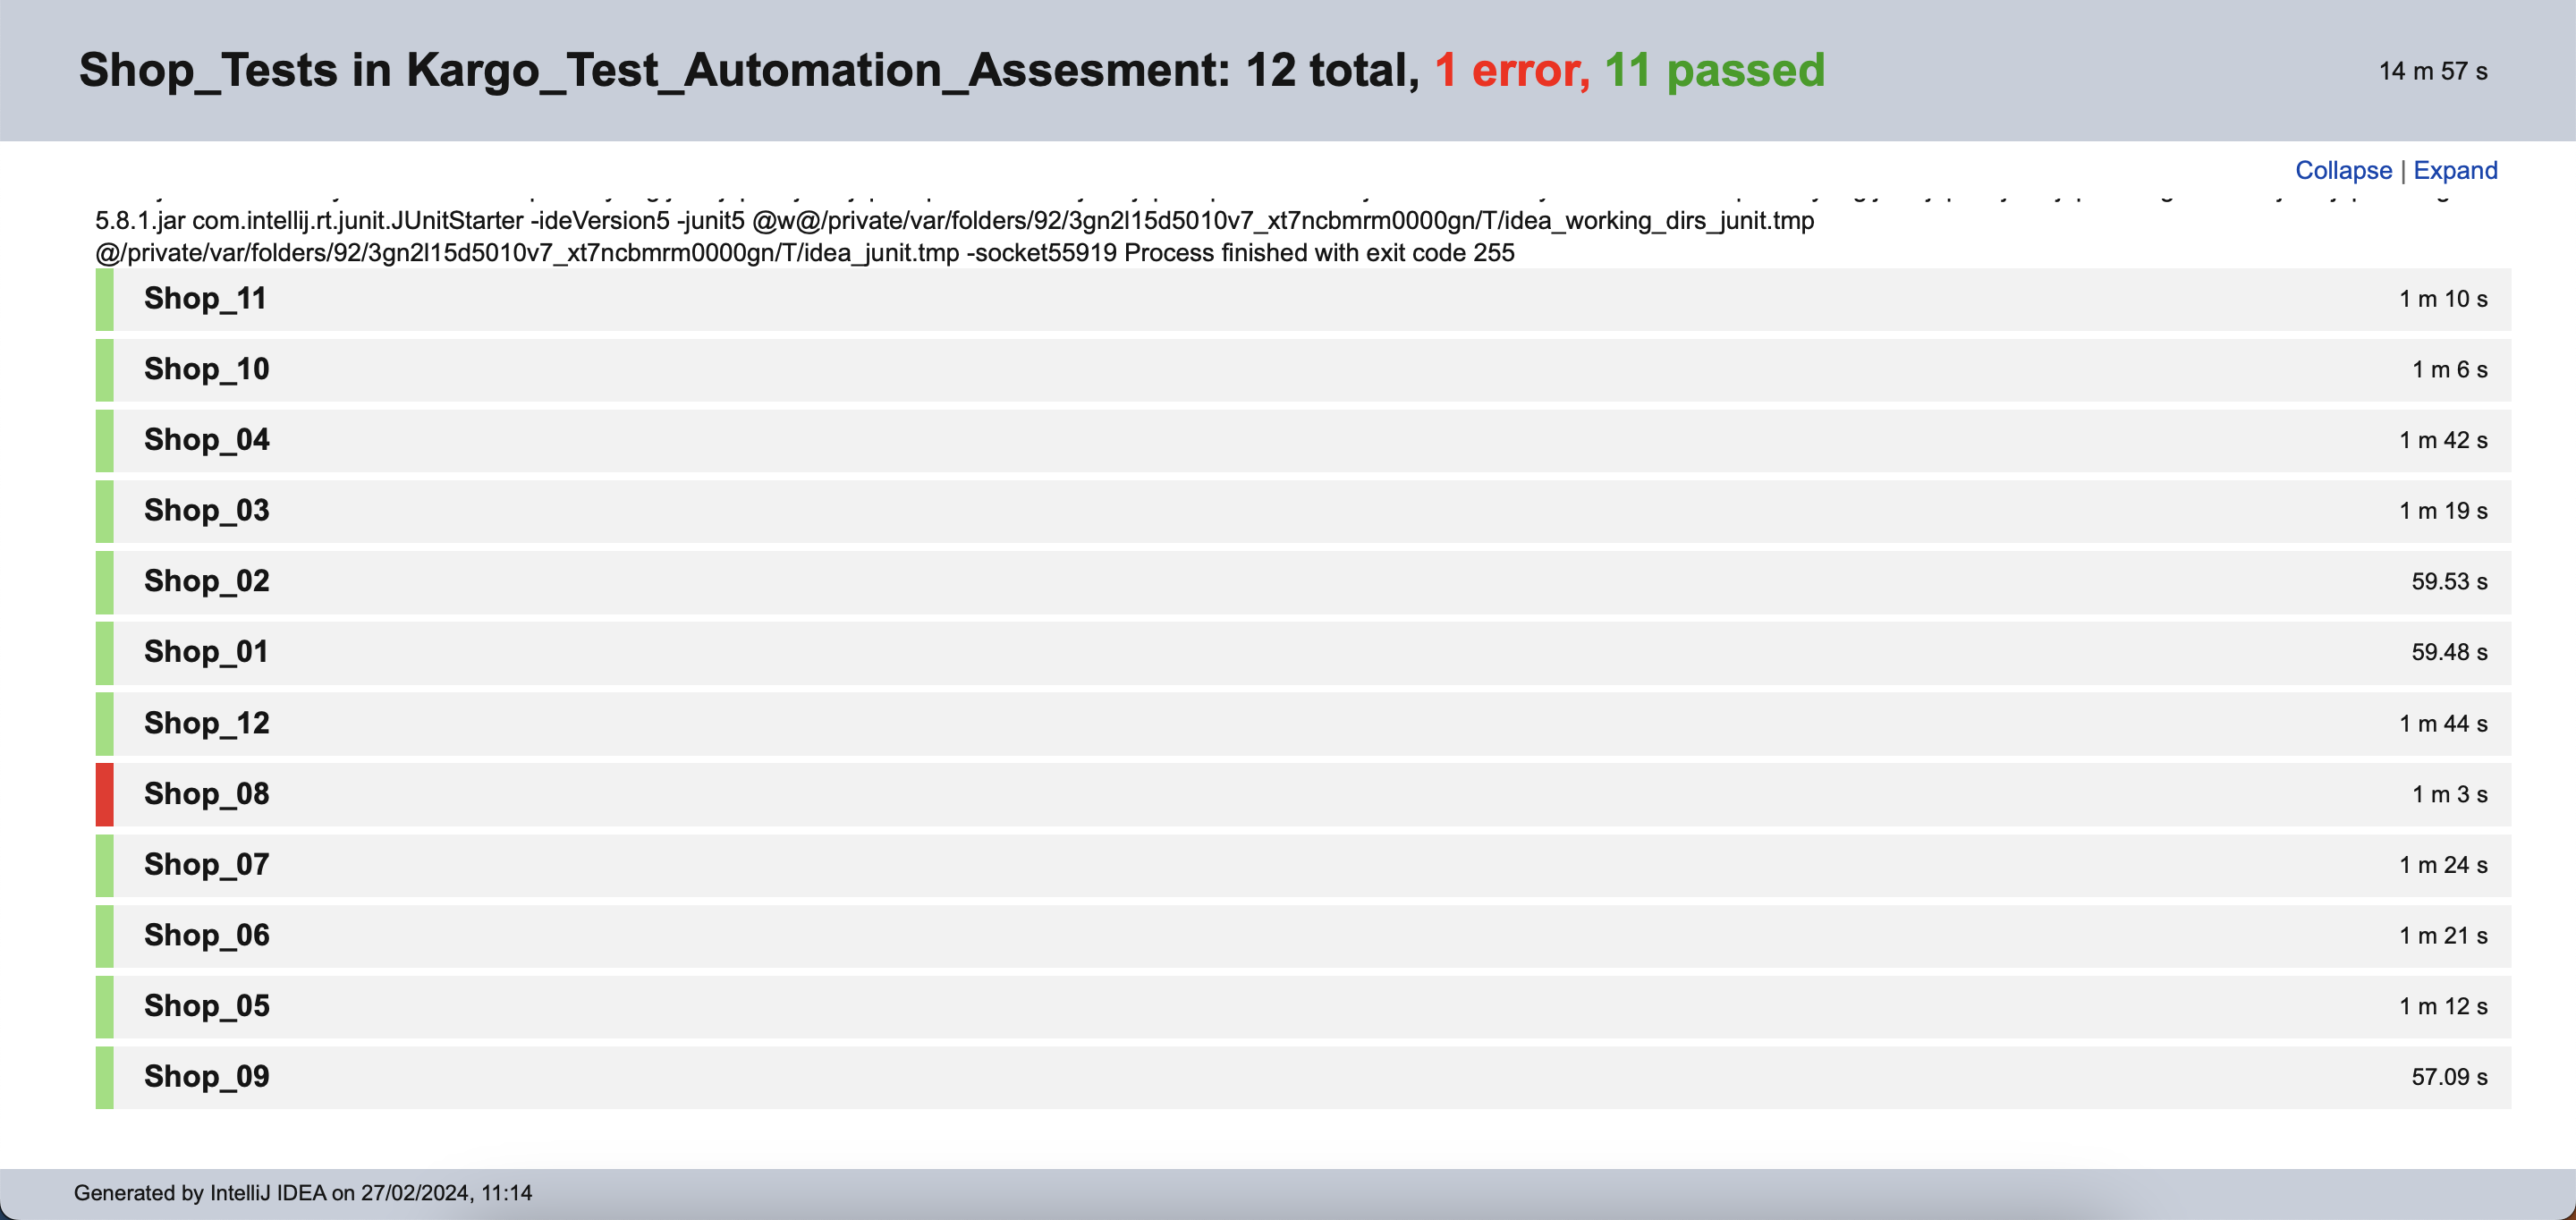 Shop_Tests in Kargo_Test_Automation_Assesment: 12 total, 1 error, 11 passed
14 m 57 s
Collapse | Expand
5.8.1.jar com.intellij.rt.junit.JUnitStarter -ideVersion5 -junit5 @w@/private/var/folders/92/3gn2l15d5010v7_xt7ncbmrm0000gn/T/idea_working_dirs_junit.tmp
@/private/var/folders/92/3gn2l15d5010v7_xt7ncbmrm0000gn/T/idea_junit.tmp -socket55919 Process finished with exit code 255
Shop_11 1 m 10 s
Shop_10 1 m 6 s
Shop_04 1 m 42 s
Shop_03 1 m 19 s
Shop_02 59.53 s
Shop_01 59.48 s
Shop_12 1 m 44 s
Shop_08 1 m 3 s
Shop_07 1 m 24 s
Shop_06 1 m 21 s
Shop_05 1 m 12 s
Shop_09 57.09 s
Generated by IntelliJ IDEA on 27/02/2024, 11:14